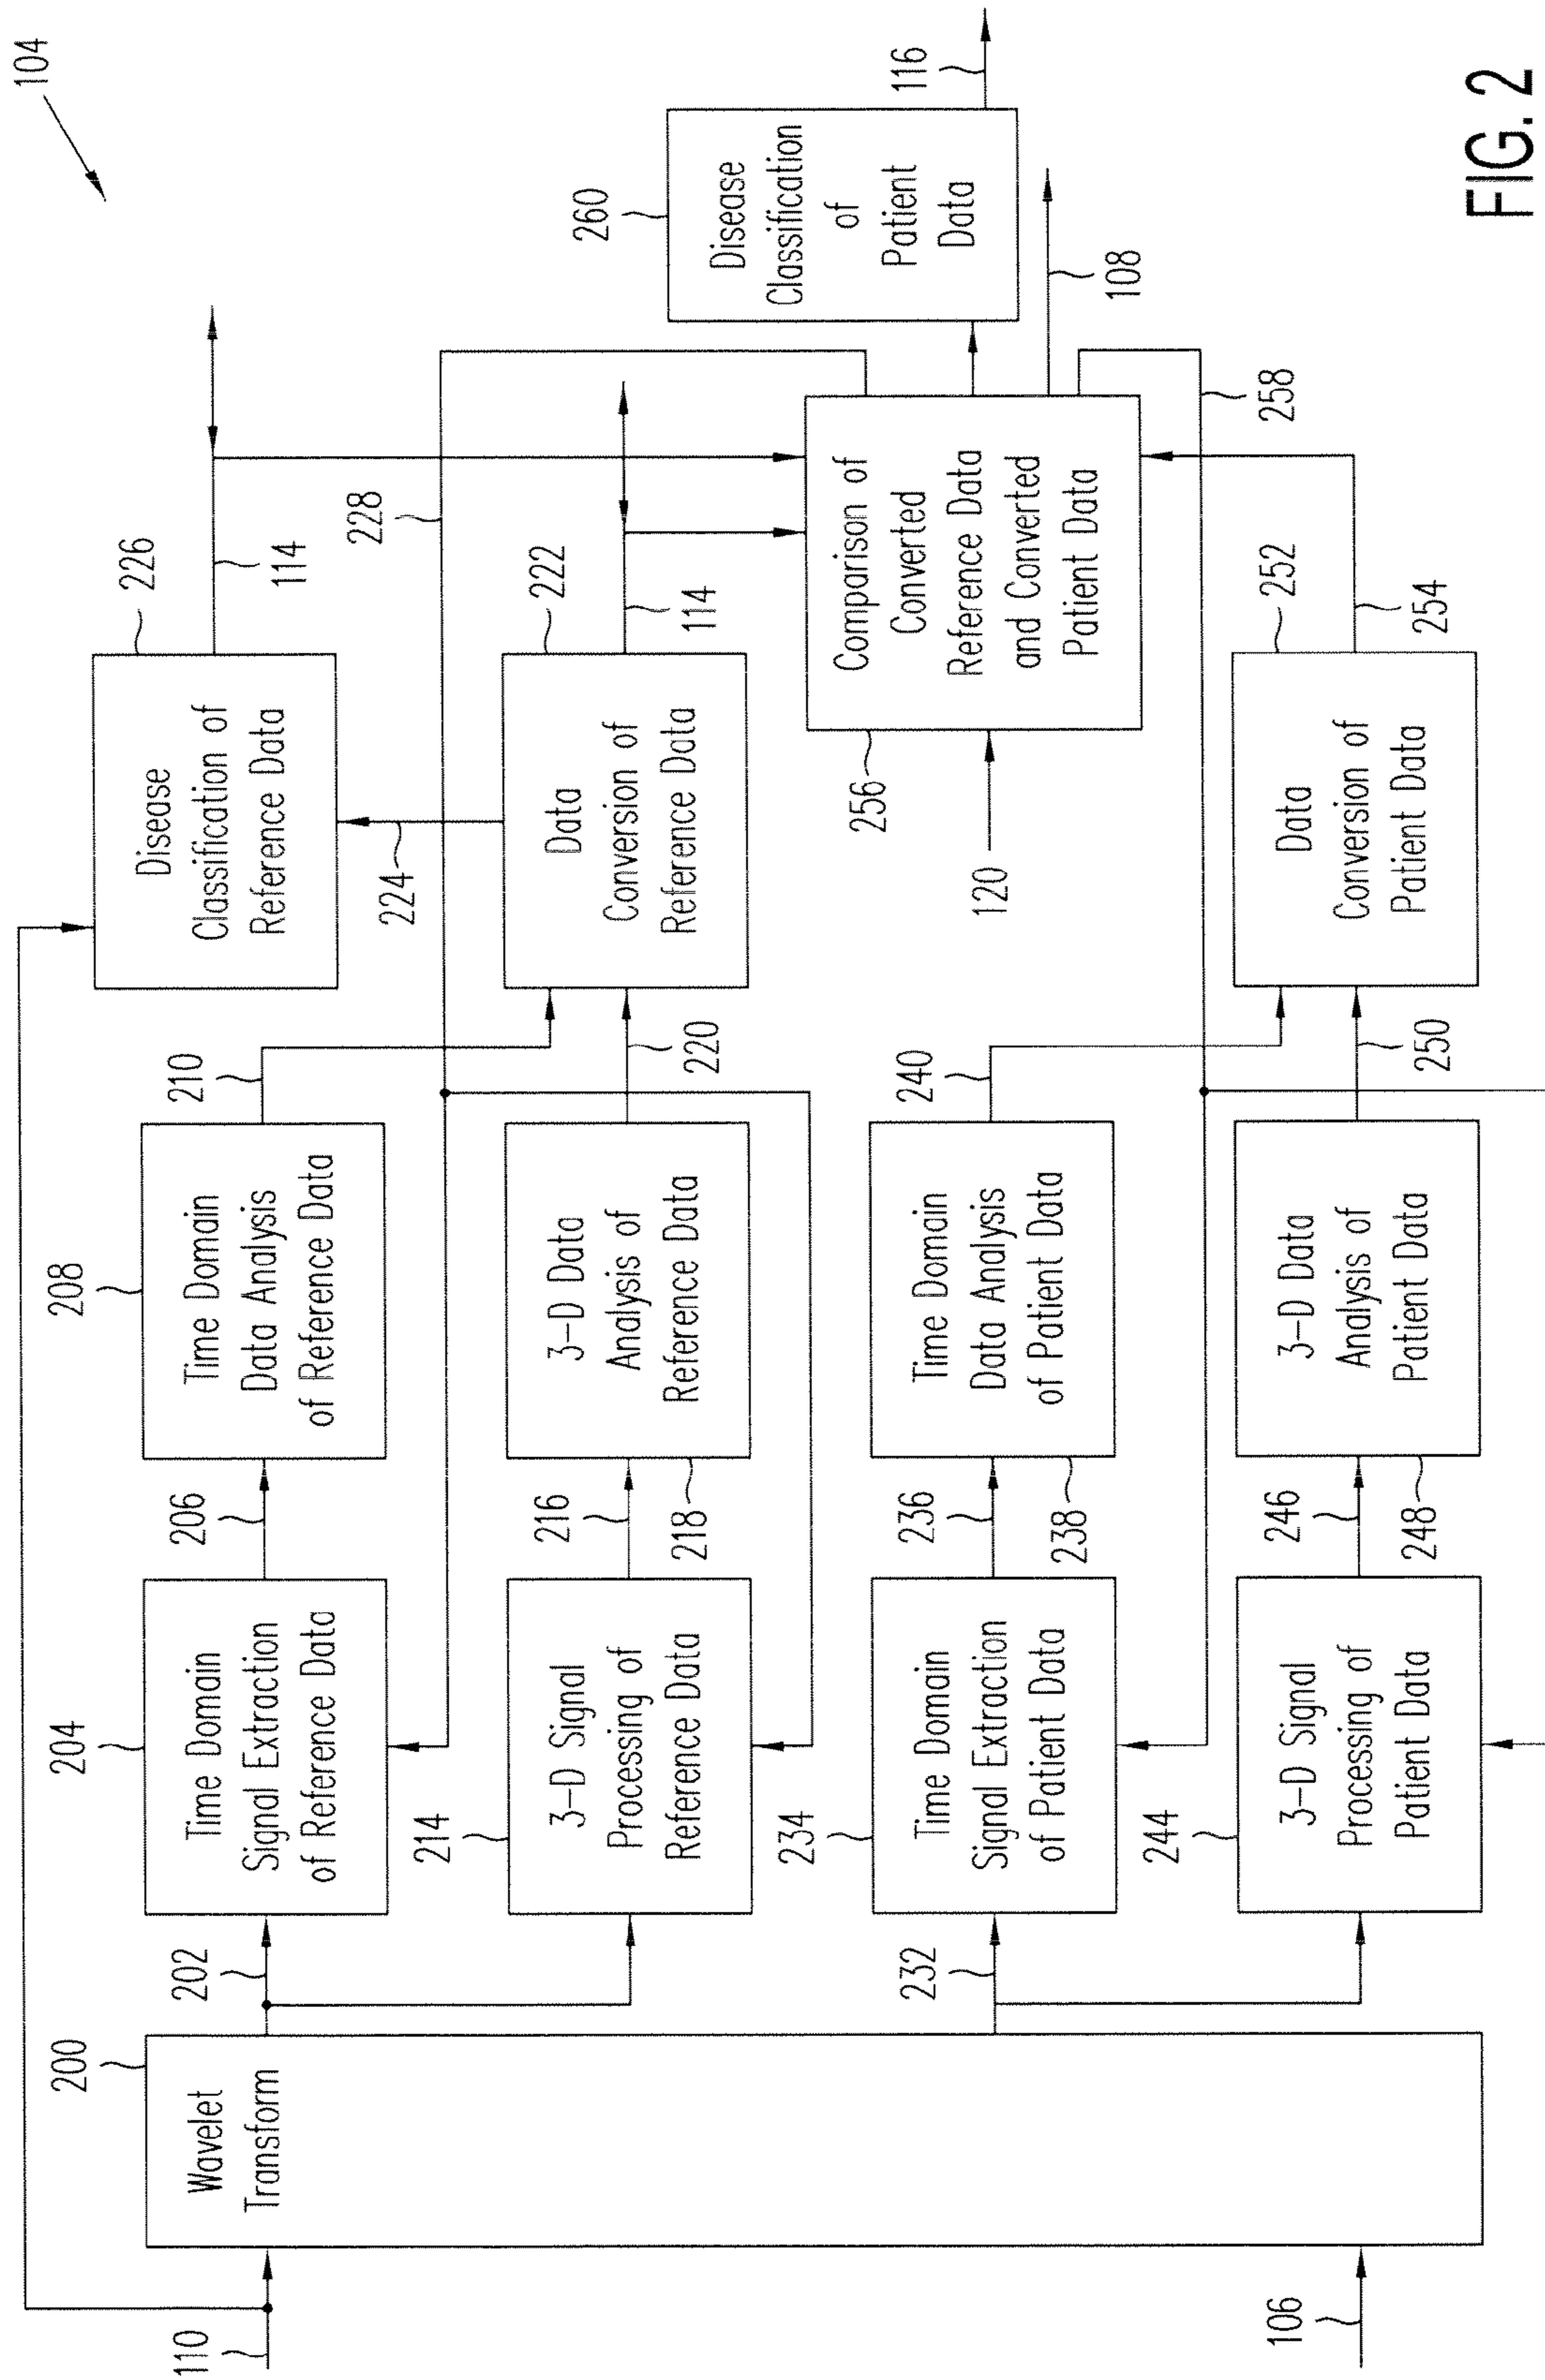 104
110
106
200
Wavelet
Transform
202
232
204
Time Domain
Signal Extraction
of Reference Data
206
208
Time Domain
Data Analysis
of Reference Data
210
214
3-D Signal
Processing of
Reference Data
216
218
3-D Data
Analysis of
Reference Data
220
222
Data
Conversion of
Reference Data
224
226
Disease
Classification of
Reference Data
114
114
228
234
Time Domain
Signal Extraction
of Patient Data
236
238
Time Domain
Data Analysis
of Patient Data
240
244
3-D Signal
Processing of
Patient Data
246
248
3-D Data
Analysis of
Patient Data
250
252
Data
Conversion of
Patient Data
254
120
256
Comparison of
Converted
Reference Data
and Converted
Patient Data
258
108
260
Disease
Classification
of
Patient
Data
116
FIG. 2